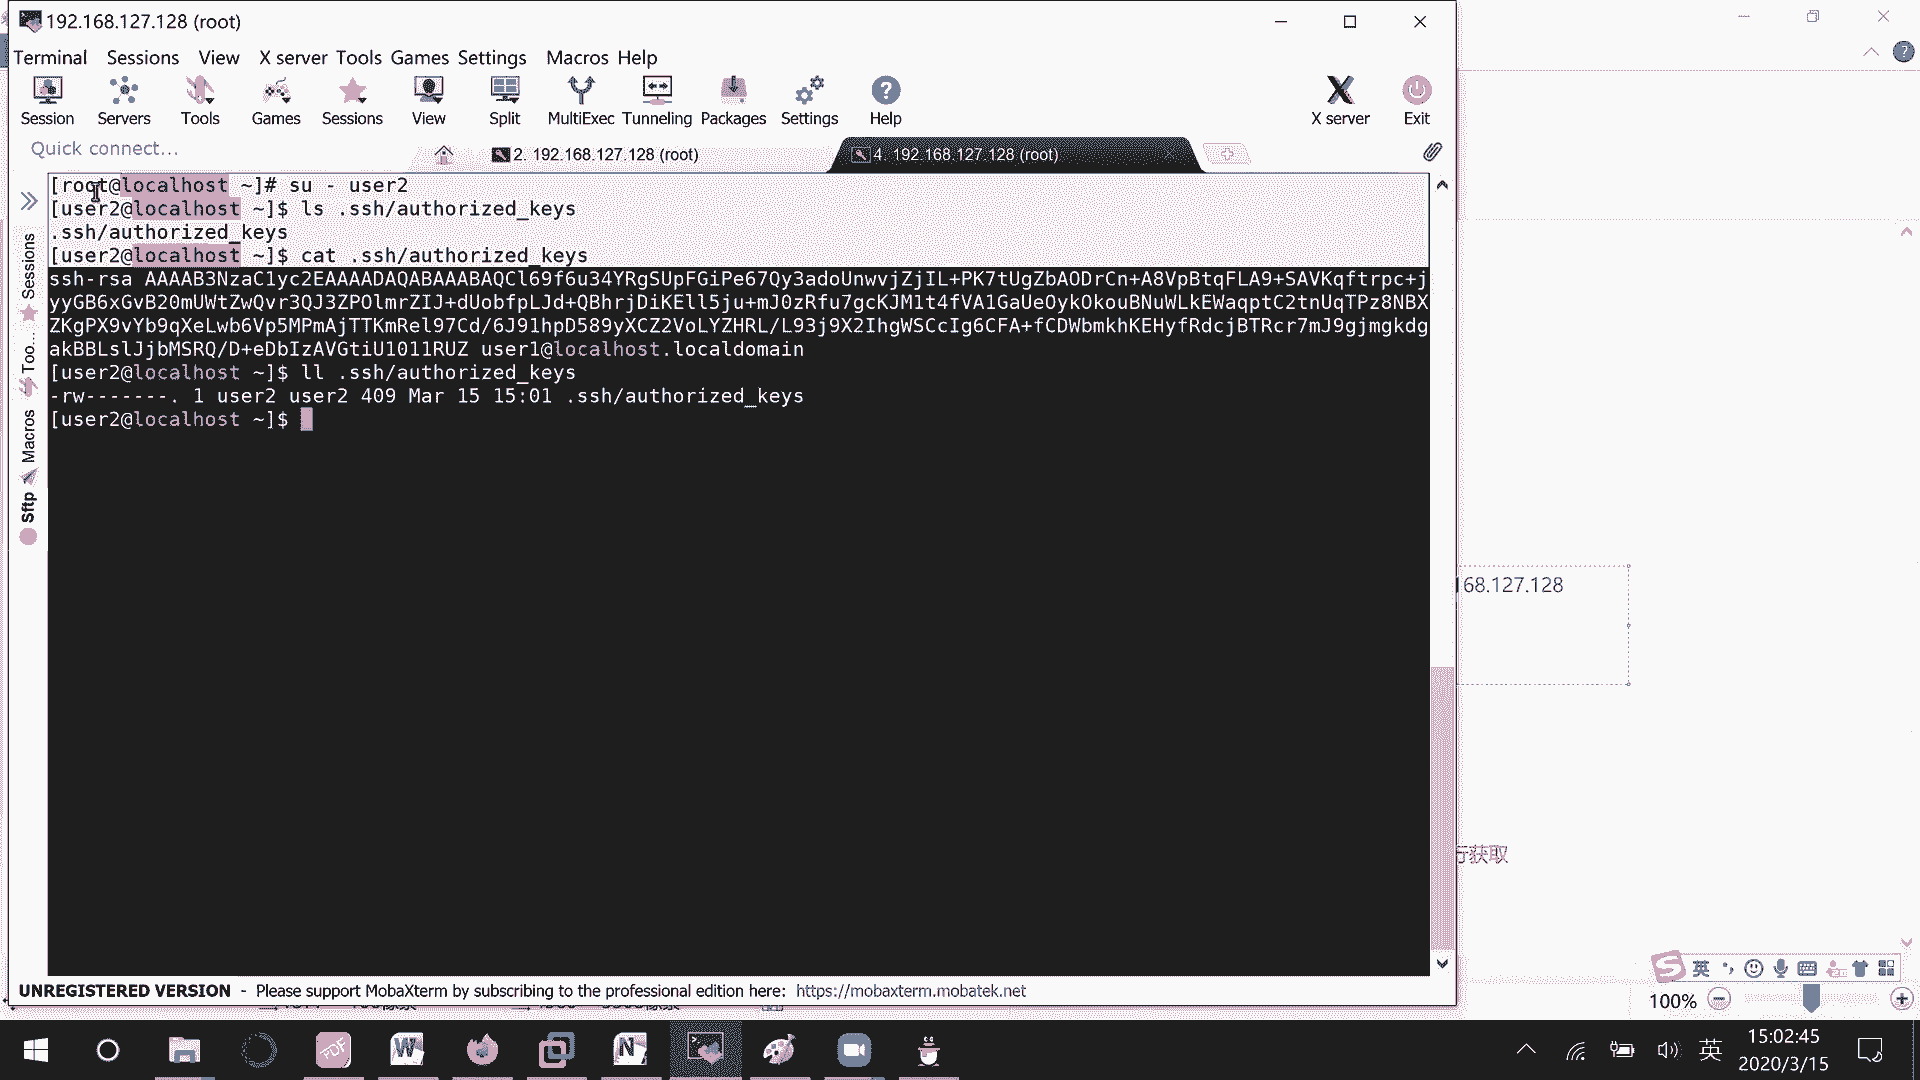 192.168.127.128 (root)
Terminal Sessions View X server Tools Games Settings Macros Help
Session Servers Tools Games Sessions View Split MultiExec Tunneling Packages Settings Help X server Exit
Quick connect...
2. 192.168.127.128 (root)
4. 192.168.127.128 (root)
Sessions
Too...
Macros
Sftp
[root@localhost ~]# su - user2
[user2@localhost ~]$ ls .ssh/authorized_keys
.ssh/authorized_keys
[user2@localhost ~]$ cat .ssh/authorized_keys
ssh-rsa AAAAB3NzaC1yc2EAAAADAQABAAABAQCl69f6u34YRgSUpFGiPe67Qy3adoUnwvjZjIL+PK7tUgZbAODrCn+A8VpBtqFLA9+SAVKqftrpc+j
yyGB6xGvB20mUWtZwQvr3QJ3ZPOlmrZIJ+dUobfpLJd+QBhrjDiKEll5ju+mJ0zRfu7gcKJM1t4fVA1GaUeOykOkouBNuWLkEWaqptC2tnUqTPz8NBX
ZKgPX9vYb9qXeLwb6Vp5MPmAjTTKmRel97Cd/6J91hpD589yXCZ2VoLYZHRL/L93j9X2IhgWSCcIg6CFA+fCDWbmkhKEHyfRdcjBTRcr7mJ9gjmgkdg
akBBLslJjbMSRQ/D+eDbIzAVGtiU1011RUZ user1@localhost.localdomain
[user2@localhost ~]$ ll .ssh/authorized_keys
-rw-------. 1 user2 user2 409 Mar 15 15:01 .ssh/authorized_keys
[user2@localhost ~]$
168.127.128
行获取
UNREGISTERED VERSION - Please support MobaXterm by subscribing to the professional edition here: https://mobaxterm.mobatek.net
英
100%
英
15:02:45
2020/3/15